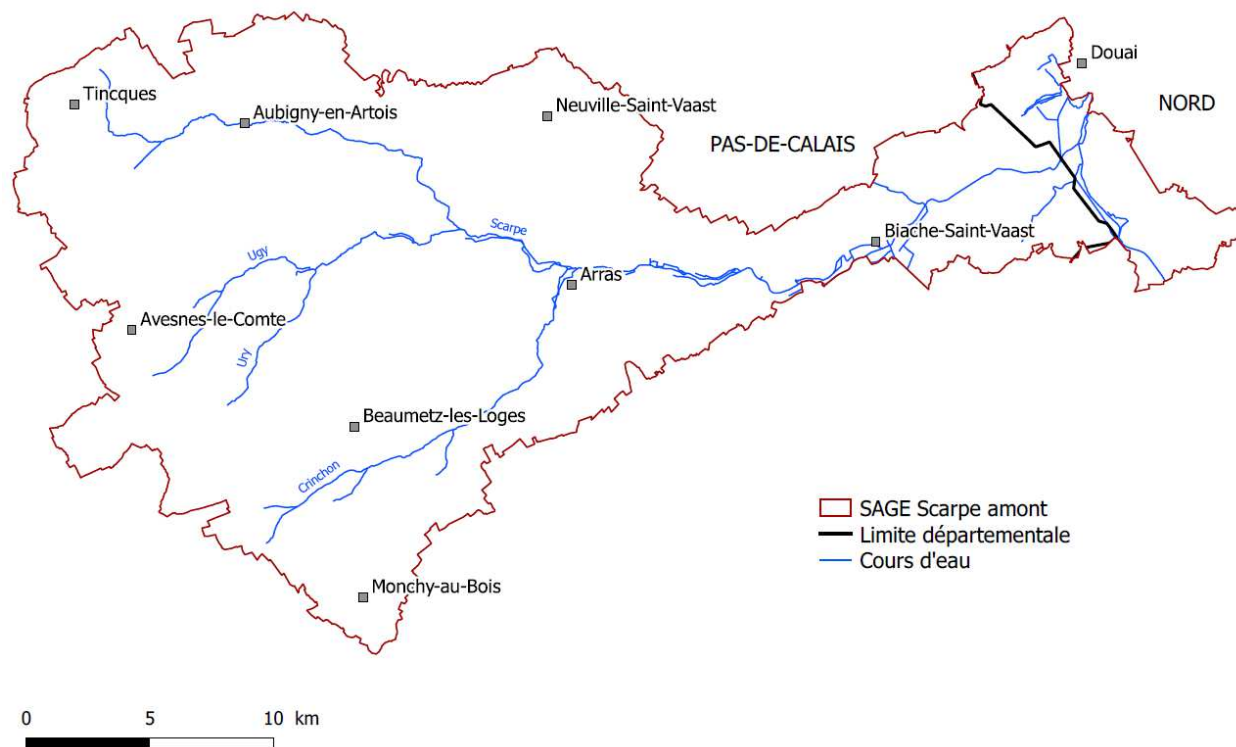 Douai
Tincques
NORD
Neuville-Saint-Vaast
Aubigny-en-Artois
PAS-DE-CALAIS
Scarpe
Biache-Saint-Vaast
Ugy
Arras
Avesnes-le-Comte
Ury
Beaumetz-les-Loges
Crinchon
SAGE Scarpe amont
Limite départementale
Cours d'eau
Monchy-au-Bois
0 5 10 km